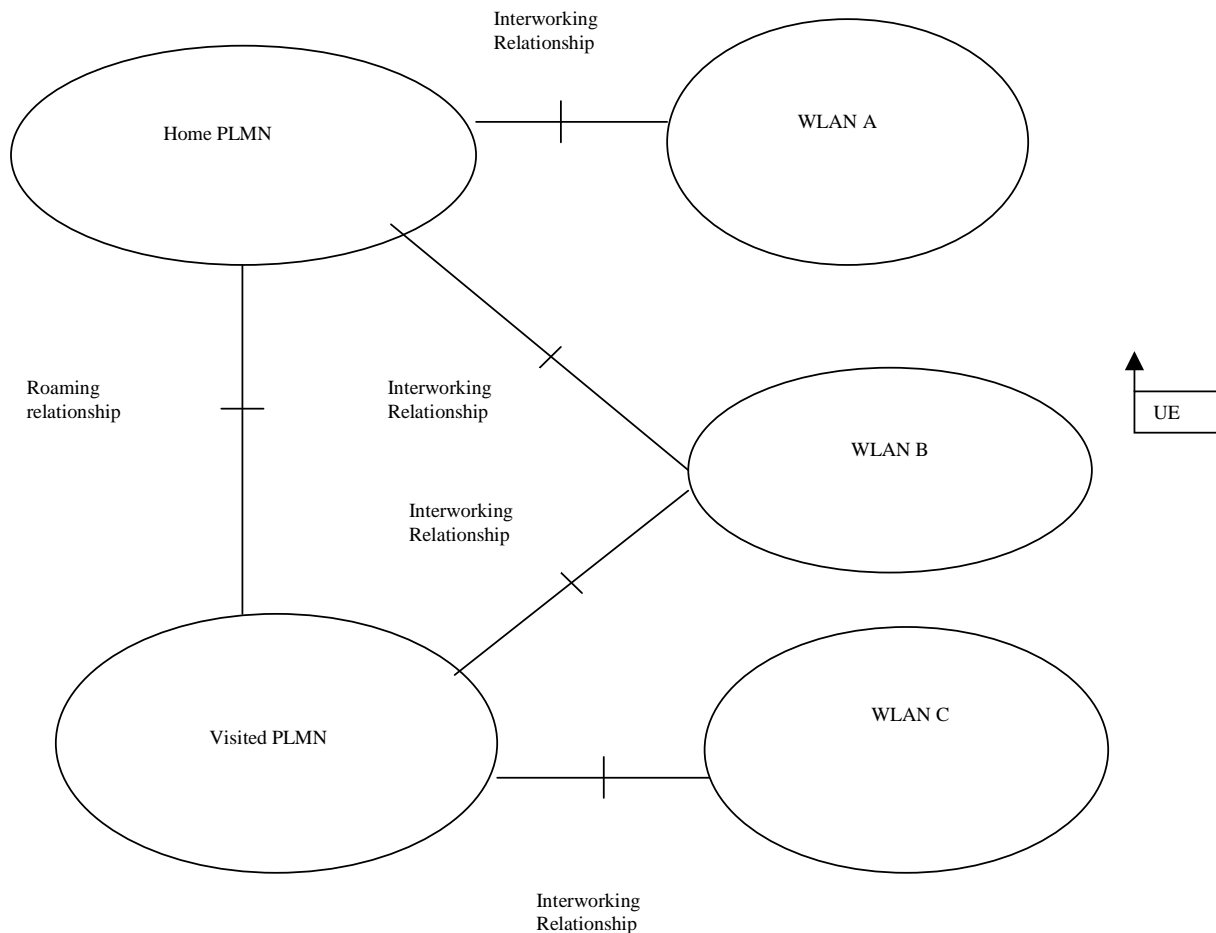 Interworking
Relationship
Home PLMN
WLAN A
Roaming
relationship
Interworking
Relationship
UE
WLAN B
Interworking
Relationship
WLAN C
Visited PLMN
Interworking
Relationship